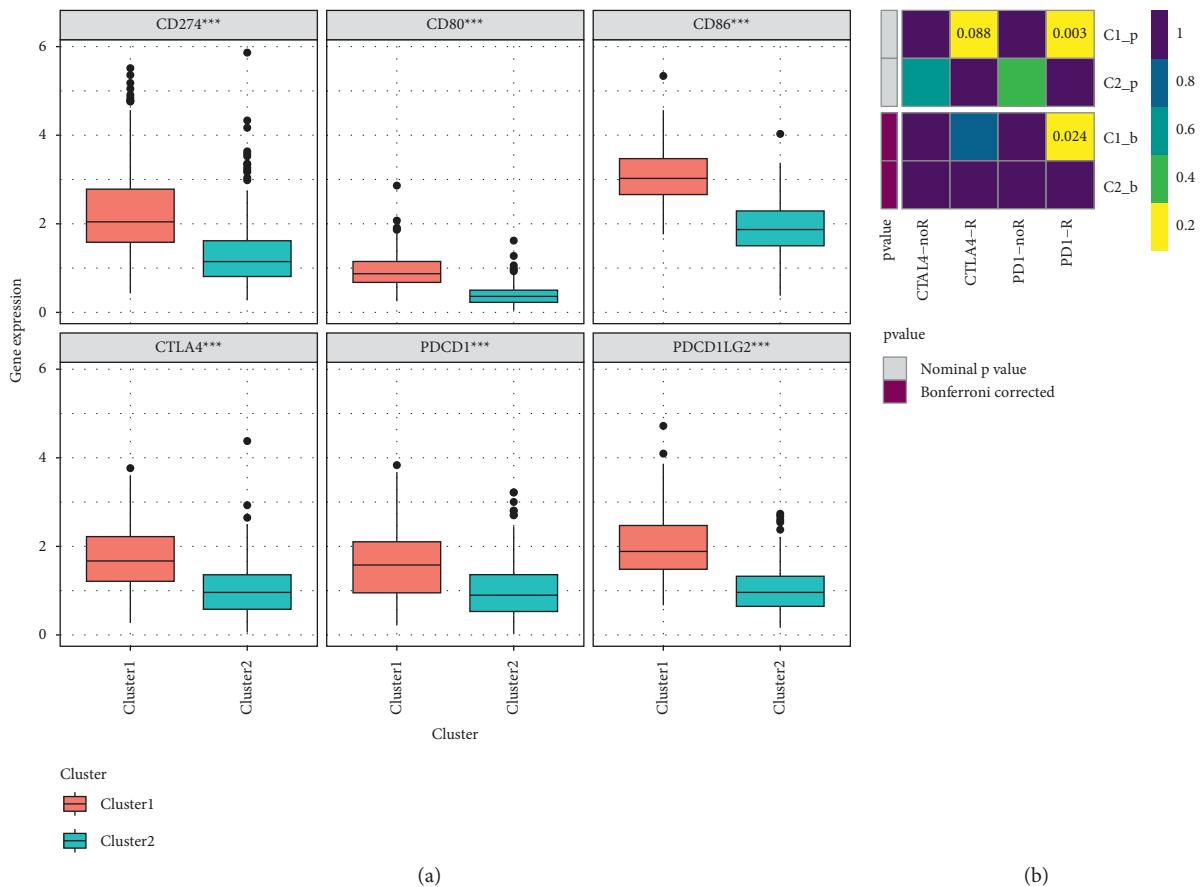 CD274***
CD80***
CD86***
6
4
2
0
CTLA4***
PDCD1***
PDCD1LG2***
6
4
2
0
Gene expression
Cluster1
Cluster2
Cluster1
Cluster2
Cluster1
Cluster2
Cluster
Cluster
Cluster1
Cluster2
(a)
0.088
0.003
C1_p
C2_p
0.024
C1_b
C2_b
pvalue
CTAL4−noR
CTLA4−R
PD1−noR
PD1−R
1
0.8
0.6
0.4
0.2
pvalue
Nominal p value
Bonferroni corrected
(b)